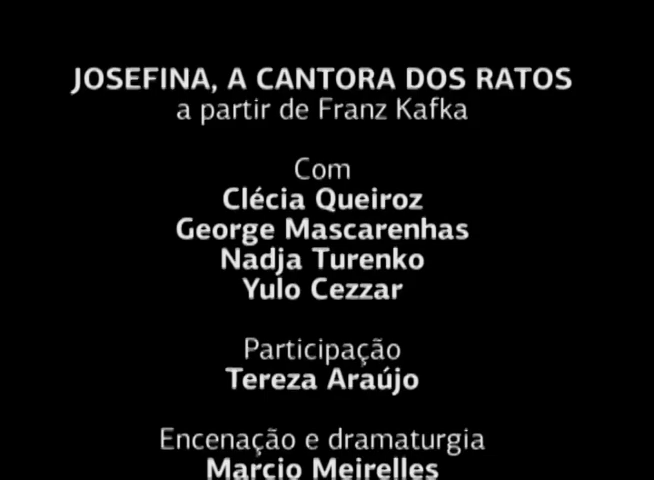 JOSEFINA, A CANTORA DOS RATOS
a partir de Franz Kafka
Com
Clécia Queiroz
George Mascarenhas
Nadja Turenko
Yulo Cezzar
Participação
Tereza Araújo
Encenação e dramaturgia
Marcio Meirelles